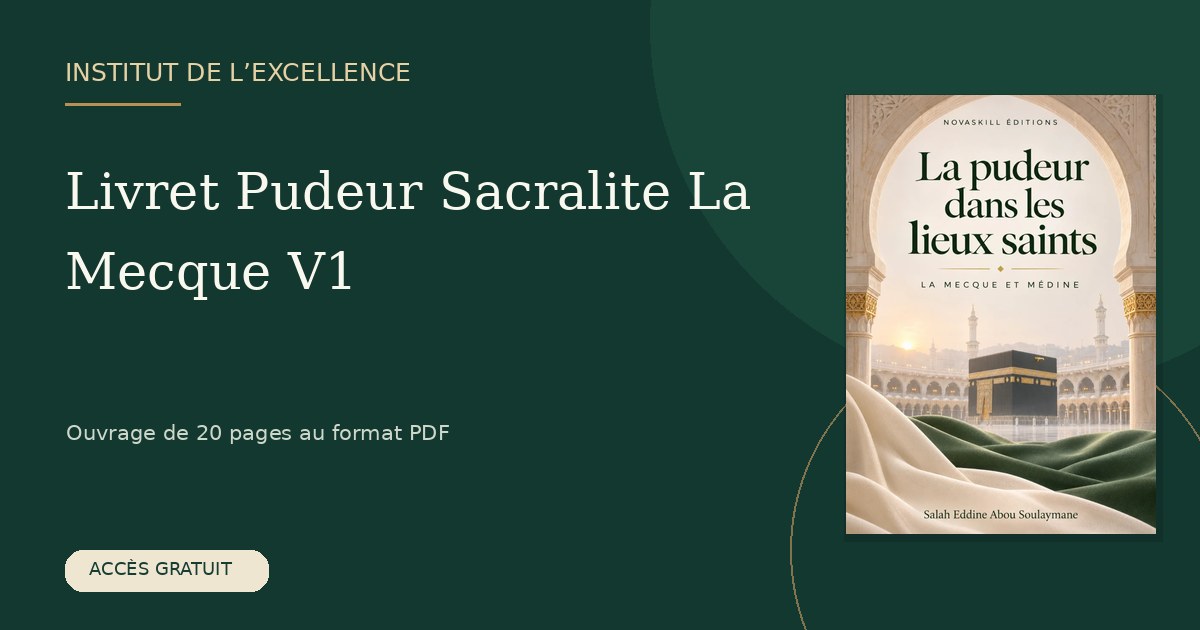 INSTITUT DE L’EXCELLENCE
Livret Pudeur Sacralite La
Mecque V1
Ouvrage de 20 pages au format PDF
ACCÈS GRATUIT
NOVASKILL ÉDITIONS
La pudeur
dans les
lieux saints
LA MECQUE ET MÉDINE
Salah Eddine Abou Soulaymane